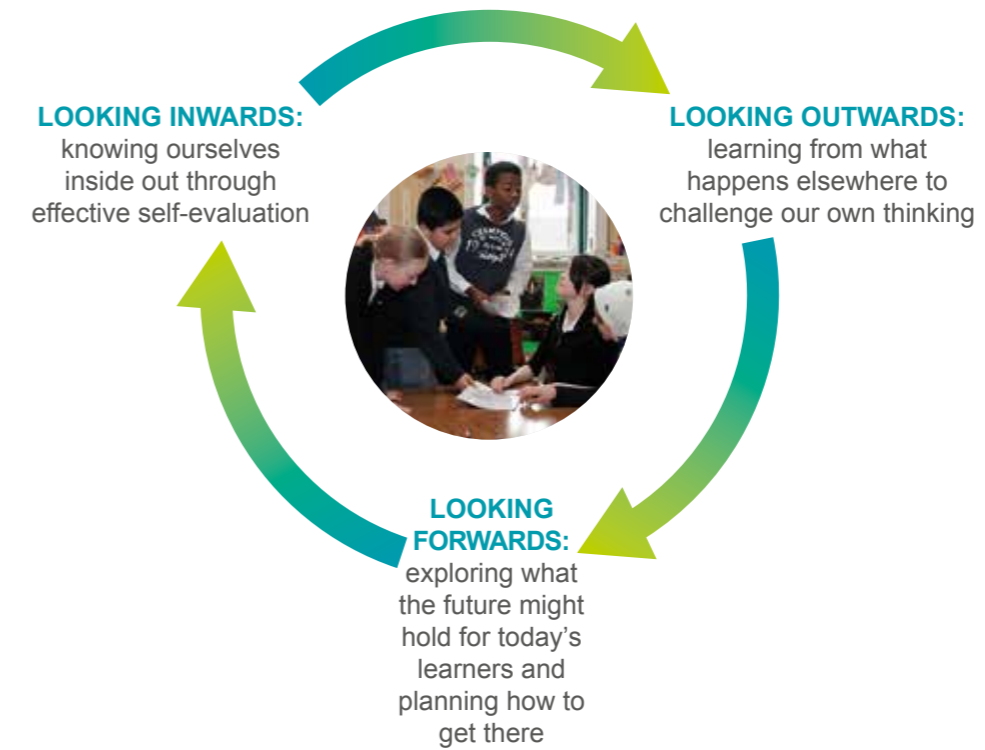 LOOKING INWARDS:
knowing ourselves
inside out through
effective self-evaluation
LOOKING OUTWARDS:
learning from what
happens elsewhere to
challenge our own thinking
LOOKING
FORWARDS:
exploring what
the future might
hold for today's
learners and
planning how to
get there